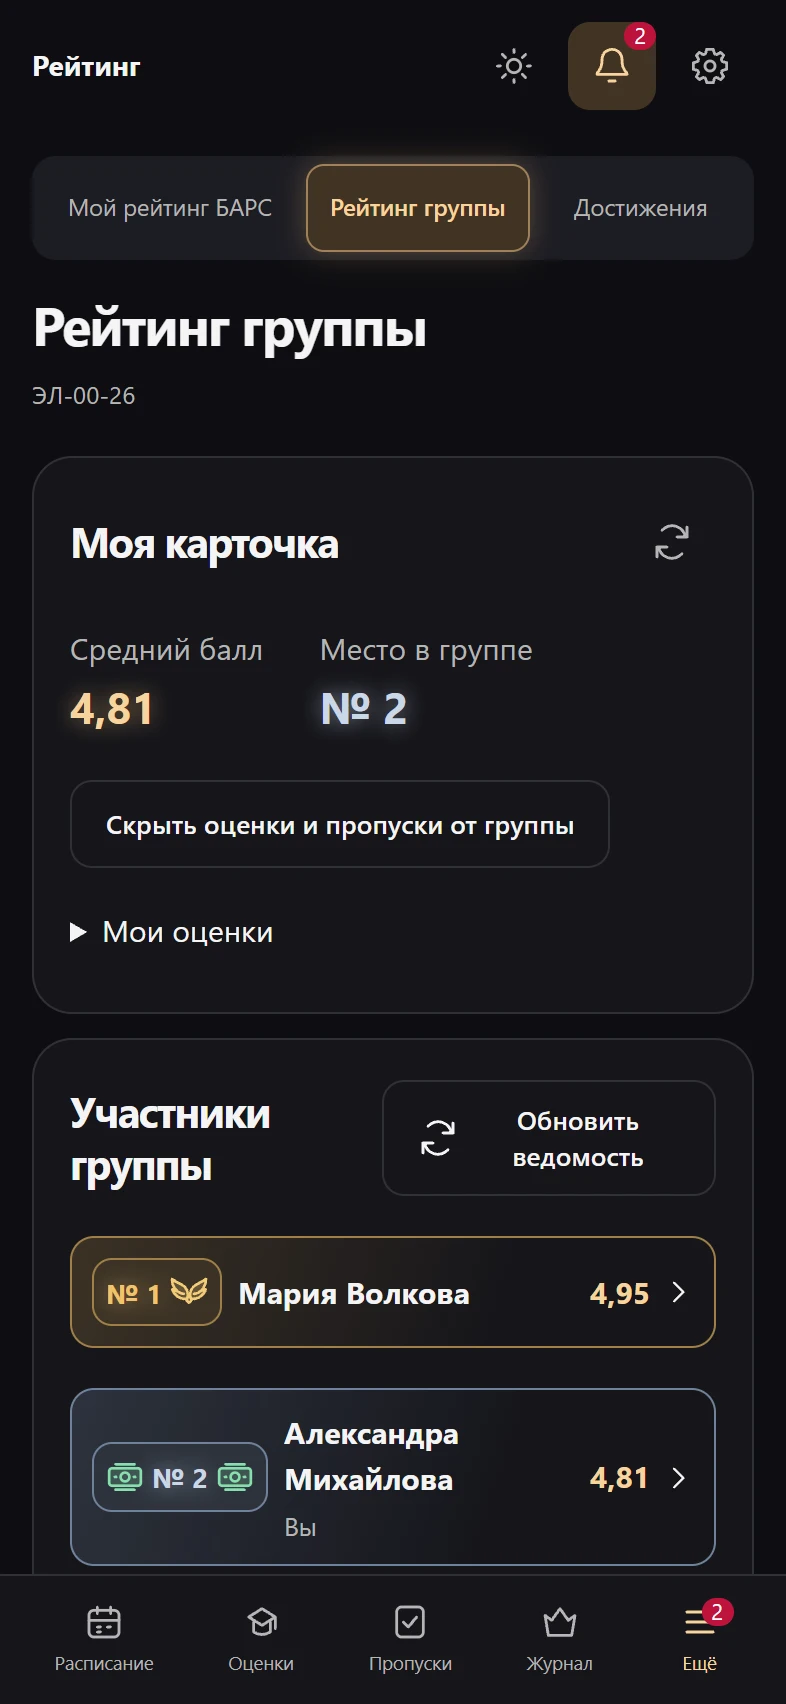 Рейтинг
2
Мой рейтинг БАРС
Рейтинг группы
Достижения
Рейтинг группы
ЭЛ-00-26
Моя карточка
Средний балл
Место в группе
4,81
№ 2
Скрыть оценки и пропуски от группы
Мои оценки
Участники
группы
Обновить
ведомость
№ 1
Мария Волкова
4,95
№ 2
Александра
Михайлова
Вы
4,81
Расписание
Оценки
Пропуски
Журнал
2
Ещё